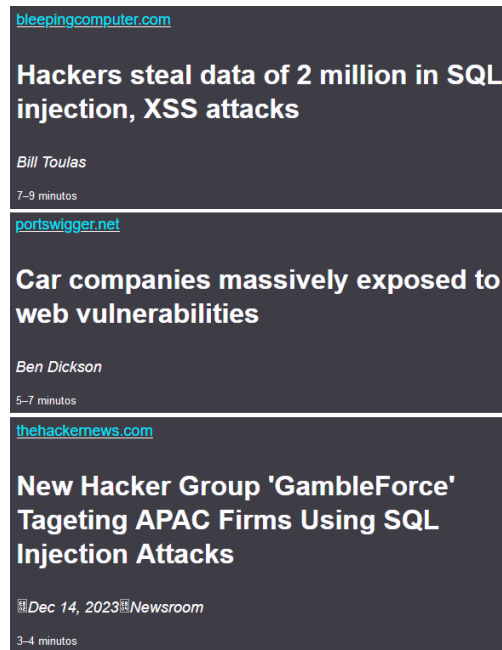 bleepingcomputer.com
Hackers steal data of 2 million in SQL
injection, XSS attacks
Bill Toulas
7–9 minutos
portswigger.net
Car companies massively exposed to
web vulnerabilities
Ben Dickson
5–7 minutos
thehackernews.com
New Hacker Group 'GambleForce'
Tageting APAC Firms Using SQL
Injection Attacks
Dec 14, 2023 Newsroom
3–4 minutos